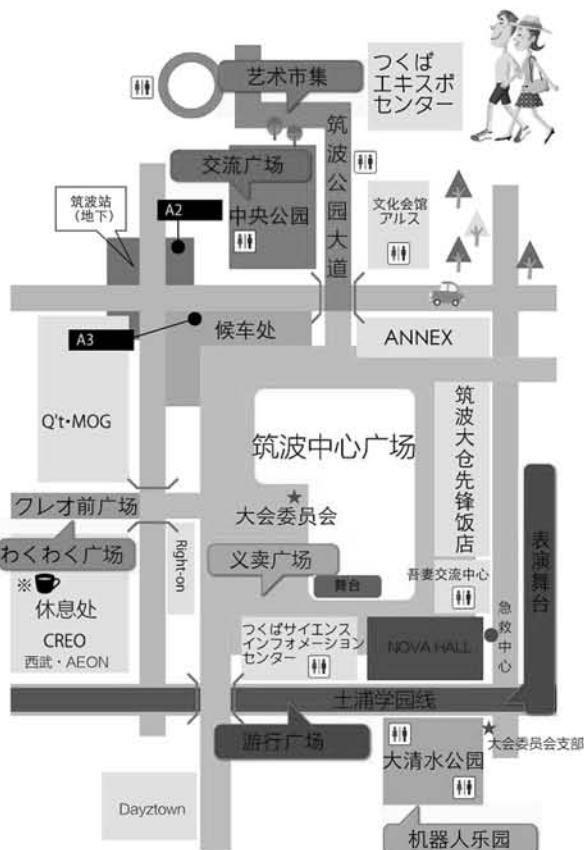 艺术市集
つくば
エキスポ
センター
筑波公园大道
交流广场
中央公园
筑波站
（地下）
A2
文化会馆
アルス
A3
候车处
ANNEX
Q't・MOG
筑波中心广场
筑波大仓先锋饭店
大会委员会
クレオ前广场
わくわく广场
Right-on
义卖广场
舞台
吾妻交流中心
表演舞台
急救中心
※
休息处
CREO
西武・AEON
つくばサイエンス
インフォメーション
センター
NOVA HALL
土浦学园线
游行广场
大清水公园
大会委员会支部
Dayztown
机器人乐园